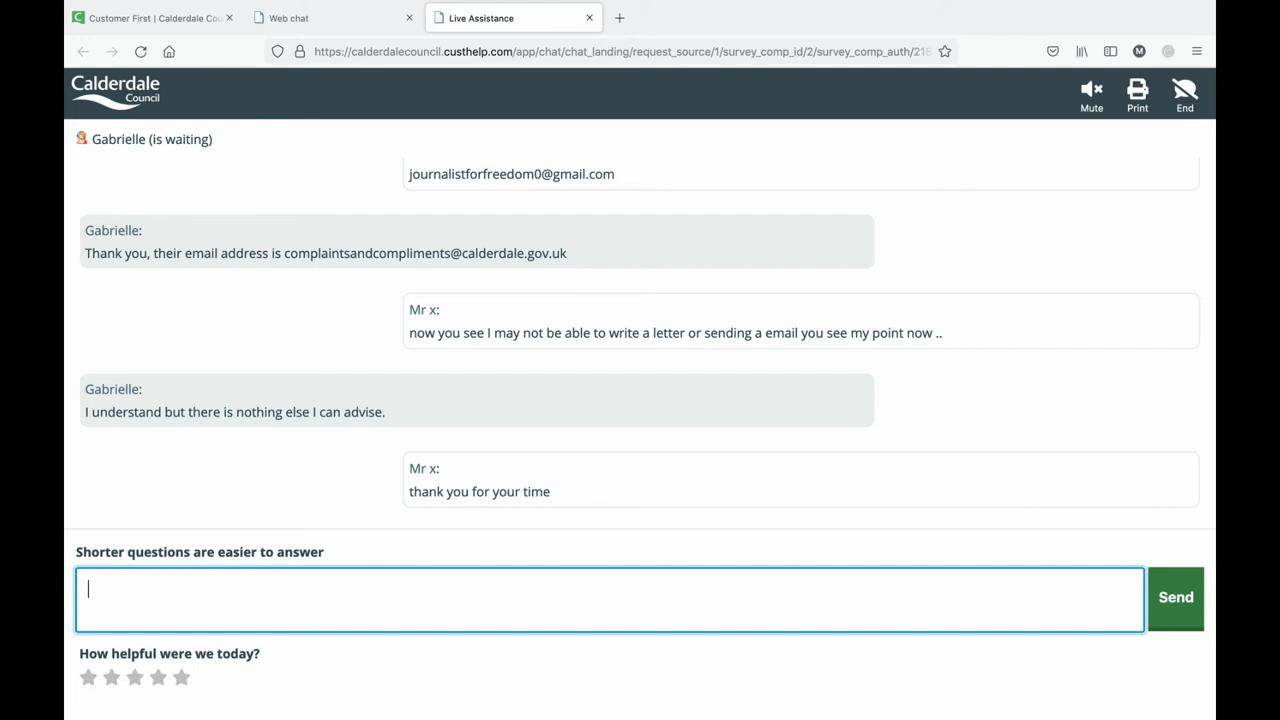 Customer First | Calderdale Cou
Web chat
Live Assistance
https://calderdalecouncil.custhelp.com/app/chat/chat_landing/request_source/1/survey_comp_id/2/survey_comp_auth/218
Calderdale
Council
Mute
Print
End
Gabrielle (is waiting)
journalistforfreedom0@gmail.com
Gabrielle:
Thank you, their email address is complaintsandcompliments@calderdale.gov.uk
Mr x:
now you see I may not be able to write a letter or sending a email you see my point now ..
Gabrielle:
I understand but there is nothing else I can advise.
Mr x:
thank you for your time
Shorter questions are easier to answer
Send
How helpful were we today?